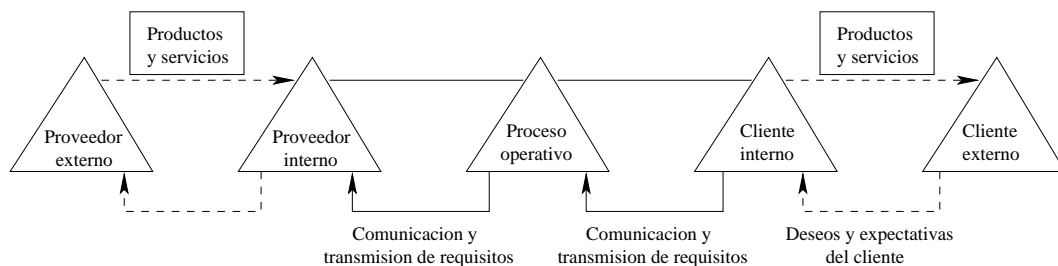 Productos
y servicios
Productos
y servicios
Proveedor
externo
Proveedor
interno
Proceso
operativo
Cliente
interno
Cliente
externo
Comunicacion y
transmision de requisitos
Comunicacion y
transmision de requisitos
Deseos y expectativas
del cliente